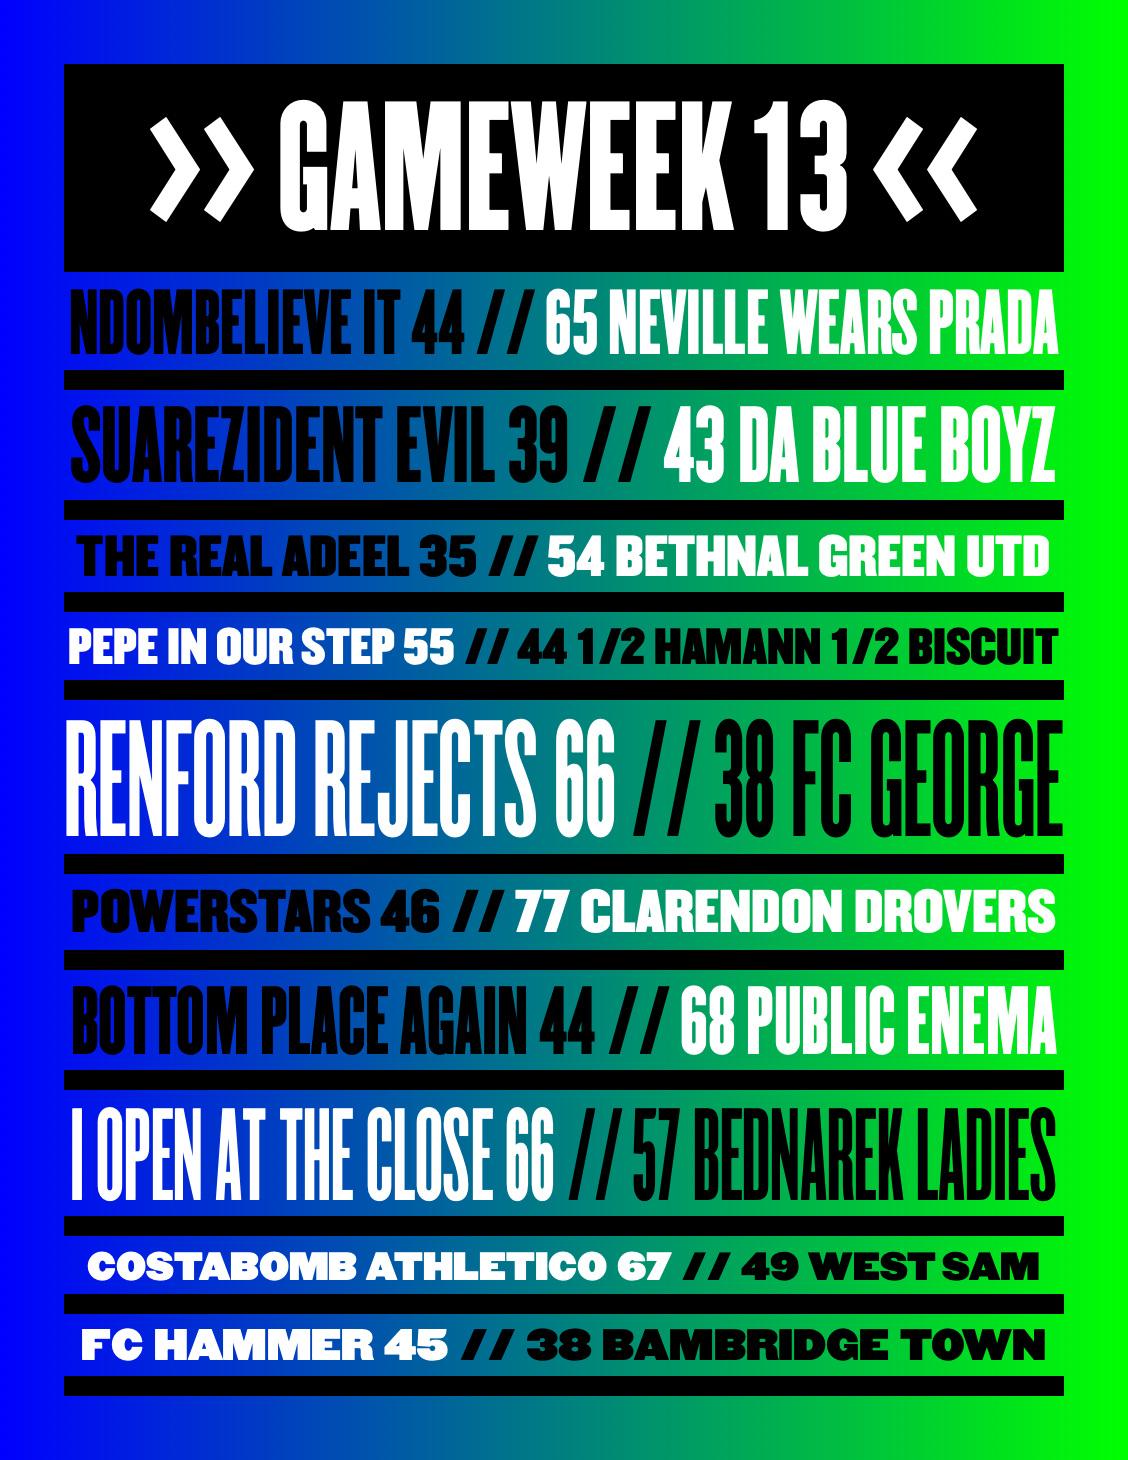 >> GAMEWEEK 13 <<
NDOMBELIEVE IT 44 // 65 NEVILLE WEARS PRADA
SUAREZIDENT EVIL 39 // 43 DA BLUE BOYZ
THE REAL ADEEL 35 // 54 BETHNAL GREEN UTD
PEPE IN OUR STEP 55 // 44 1/2 HAMANN 1/2 BISCUIT
RENFORD REJECTS 66 // 38 FC GEORGE
POWERSTARS 46 // 77 CLARENDON DROVERS
BOTTOM PLACE AGAIN 44 // 68 PUBLIC ENEMA
I OPEN AT THE CLOSE 66 // 57 BEDNAREK LADIES
COSTABOMB ATHLETICO 67 // 49 WEST SAM
FC HAMMER 45 // 38 BAMBRIDGE TOWN